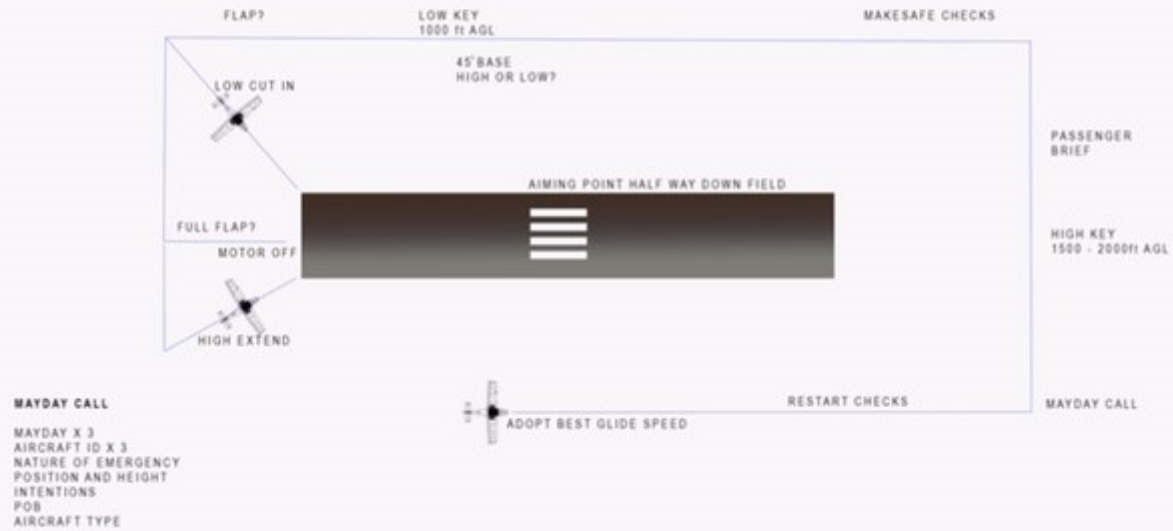 FLAP?
LOW KEY
1000 ft AGL
MAKESAFE CHECKS
45° BASE
HIGH OR LOW?
LOW CUT IN
PASSENGER
BRIEF
AIMING POINT HALF WAY DOWN FIELD
FULL FLAP?
MOTOR OFF
HIGH KEY
1500 - 2000ft AGL
HIGH EXTEND
RESTART CHECKS
MAYDAY CALL
ADOPT BEST GLIDE SPEED
MAYDAY CALL
MAYDAY X 3
AIRCRAFT ID X 3
NATURE OF EMERGENCY
POSITION AND HEIGHT
INTENTIONS
POB
AIRCRAFT TYPE